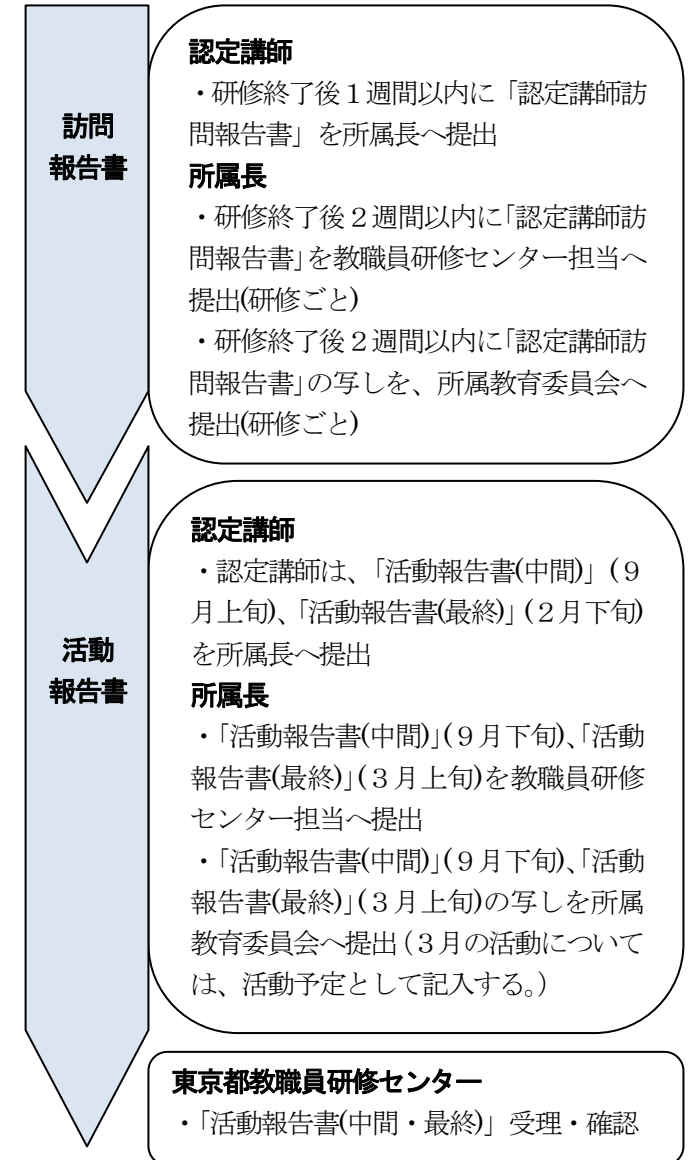 訪問
報告書
認定講師
・研修終了後１週間以内に「認定講師訪
問報告書」を所属長へ提出
所属長
・研修終了後２週間以内に｢認定講師訪
問報告書｣を教職員研修センター担当へ
提出(研修ごと)
・研修終了後２週間以内に｢認定講師訪
問報告書｣の写しを、所属教育委員会へ
提出(研修ごと)
活動
報告書
認定講師
・認定講師は、「活動報告書(中間)」(９
月上旬)、｢活動報告書(最終)｣(２月下旬)
を所属長へ提出
所属長
・｢活動報告書(中間)｣(９月下旬)、｢活動
報告書(最終)｣(３月上旬)を教職員研修
センター担当へ提出
・｢活動報告書(中間)｣(９月下旬)、｢活動
報告書(最終)｣(３月上旬)の写しを所属
教育委員会へ提出(３月の活動について
は、活動予定として記入する。)
東京都教職員研修センター
・｢活動報告書(中間・最終)」受理・確認